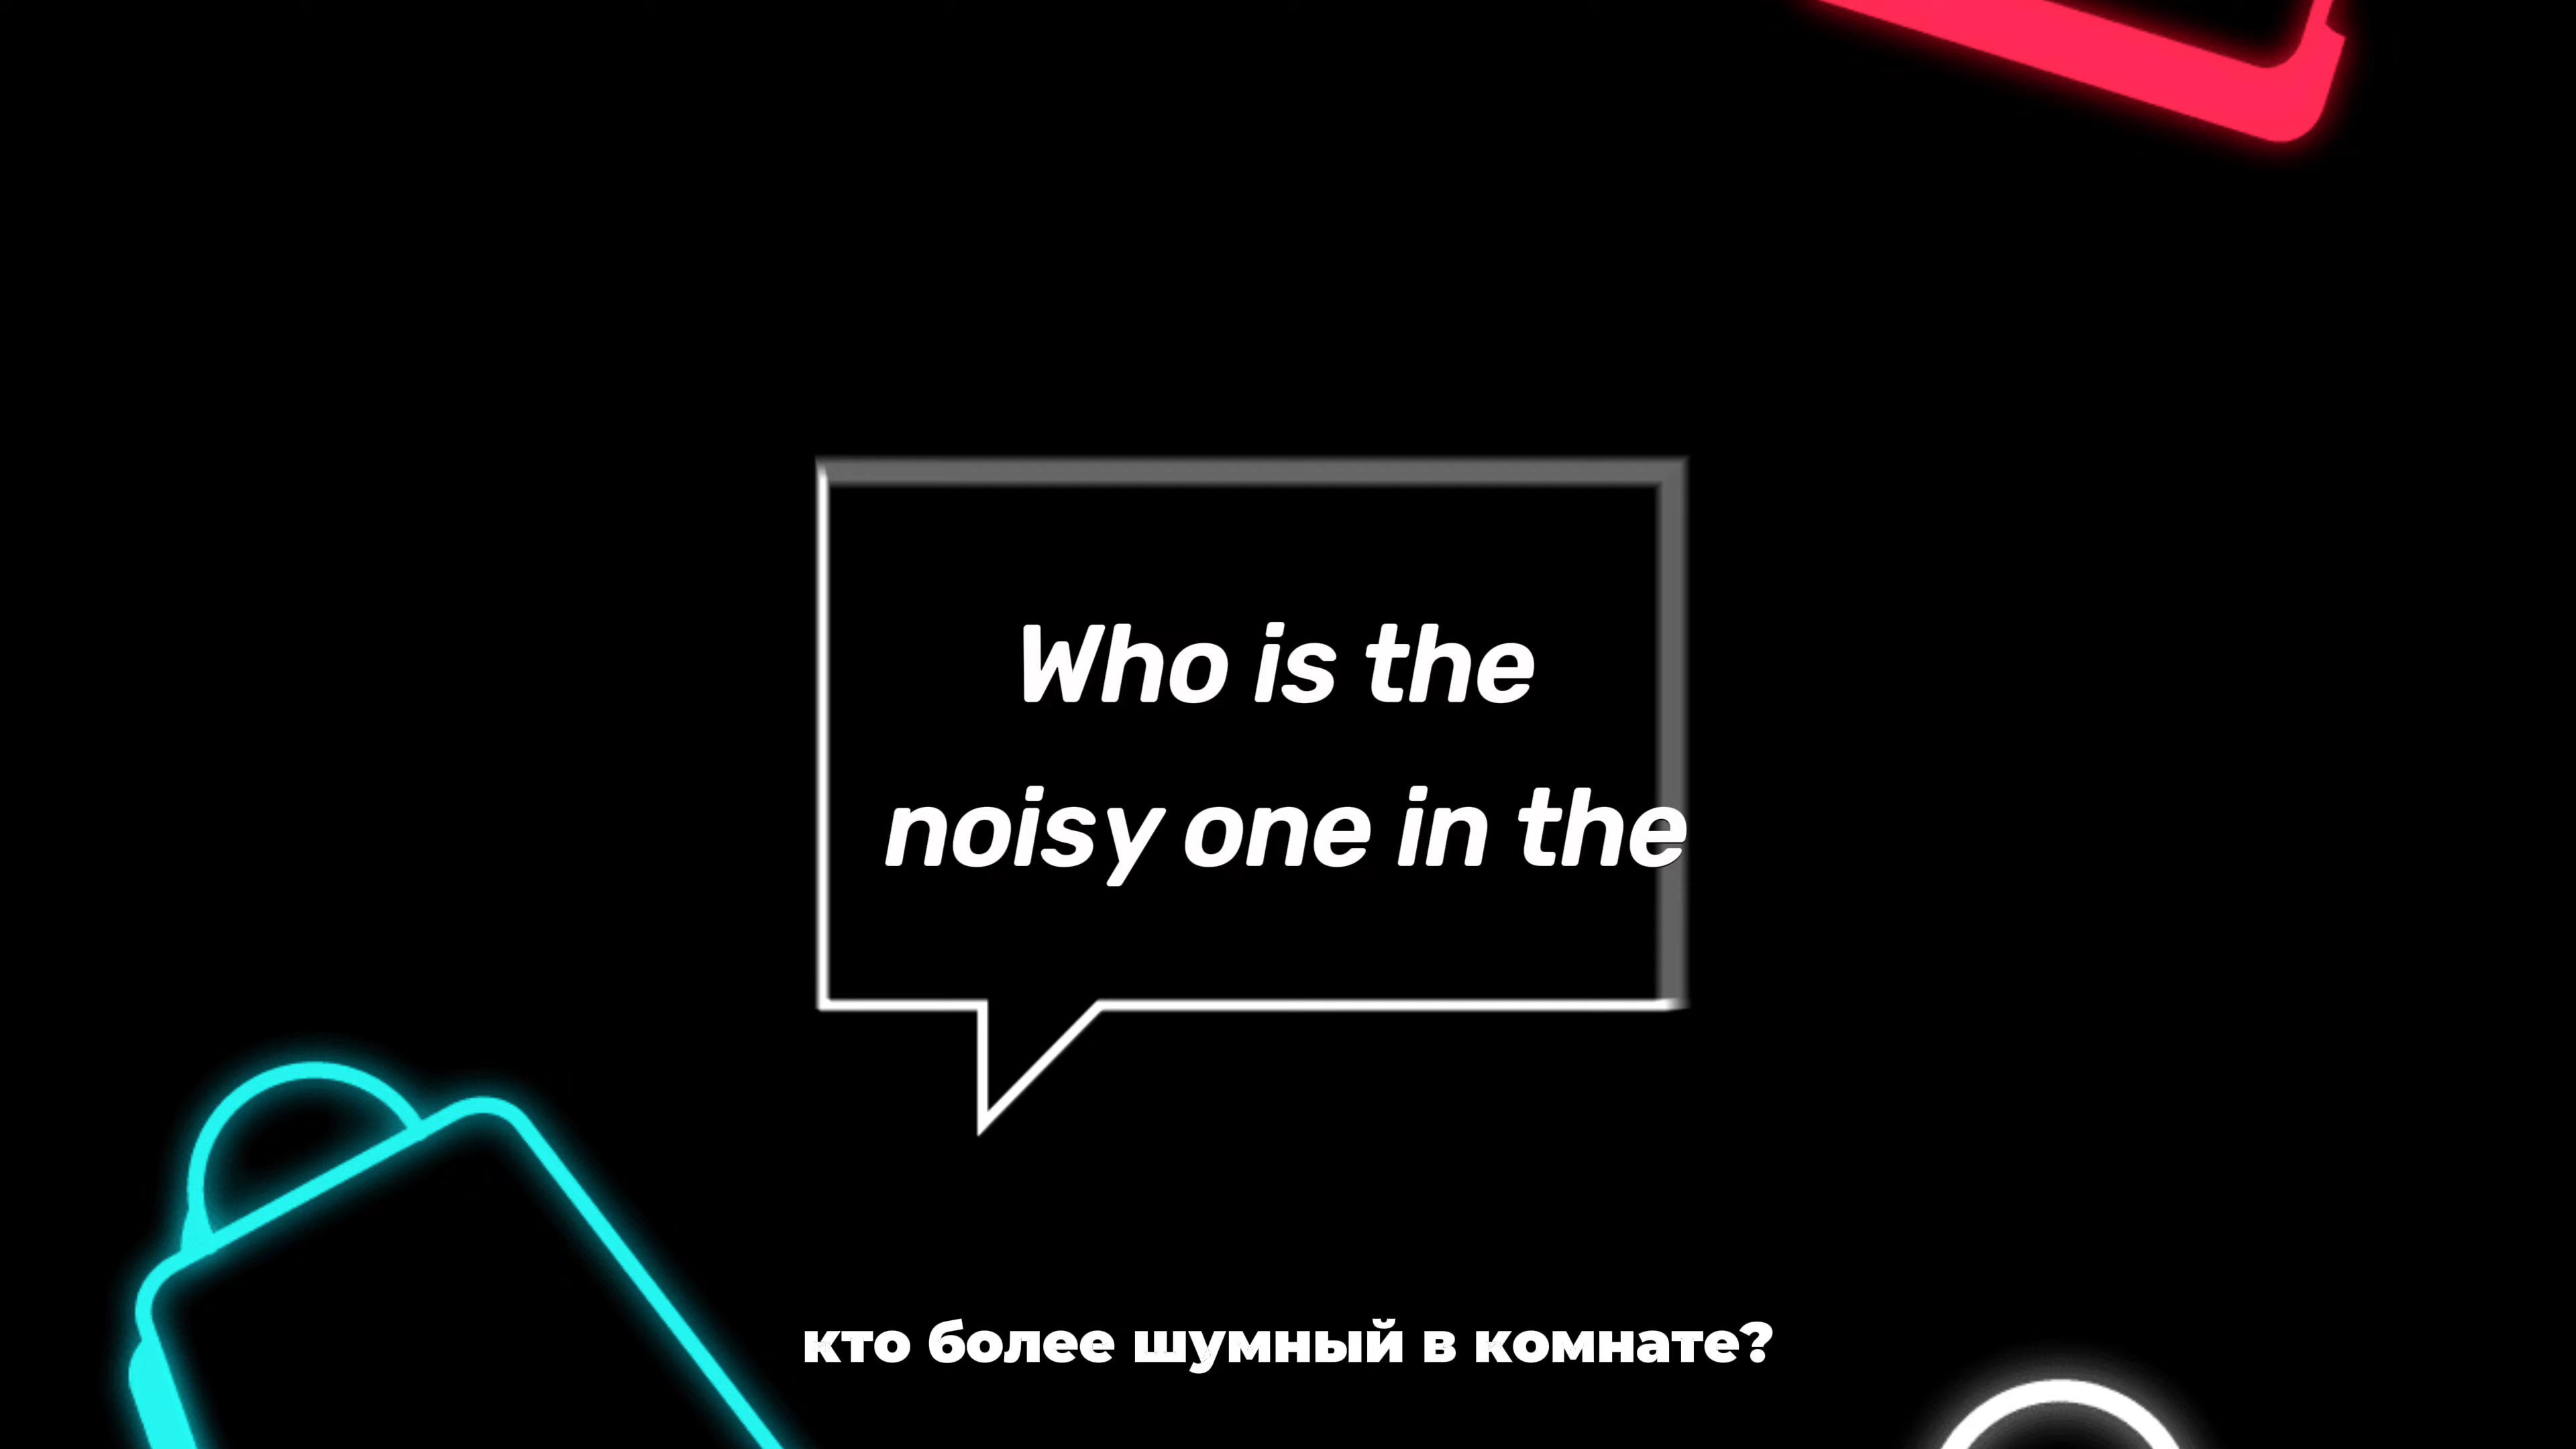 Who is the
noisy one in the
кто более шумный в комнате?